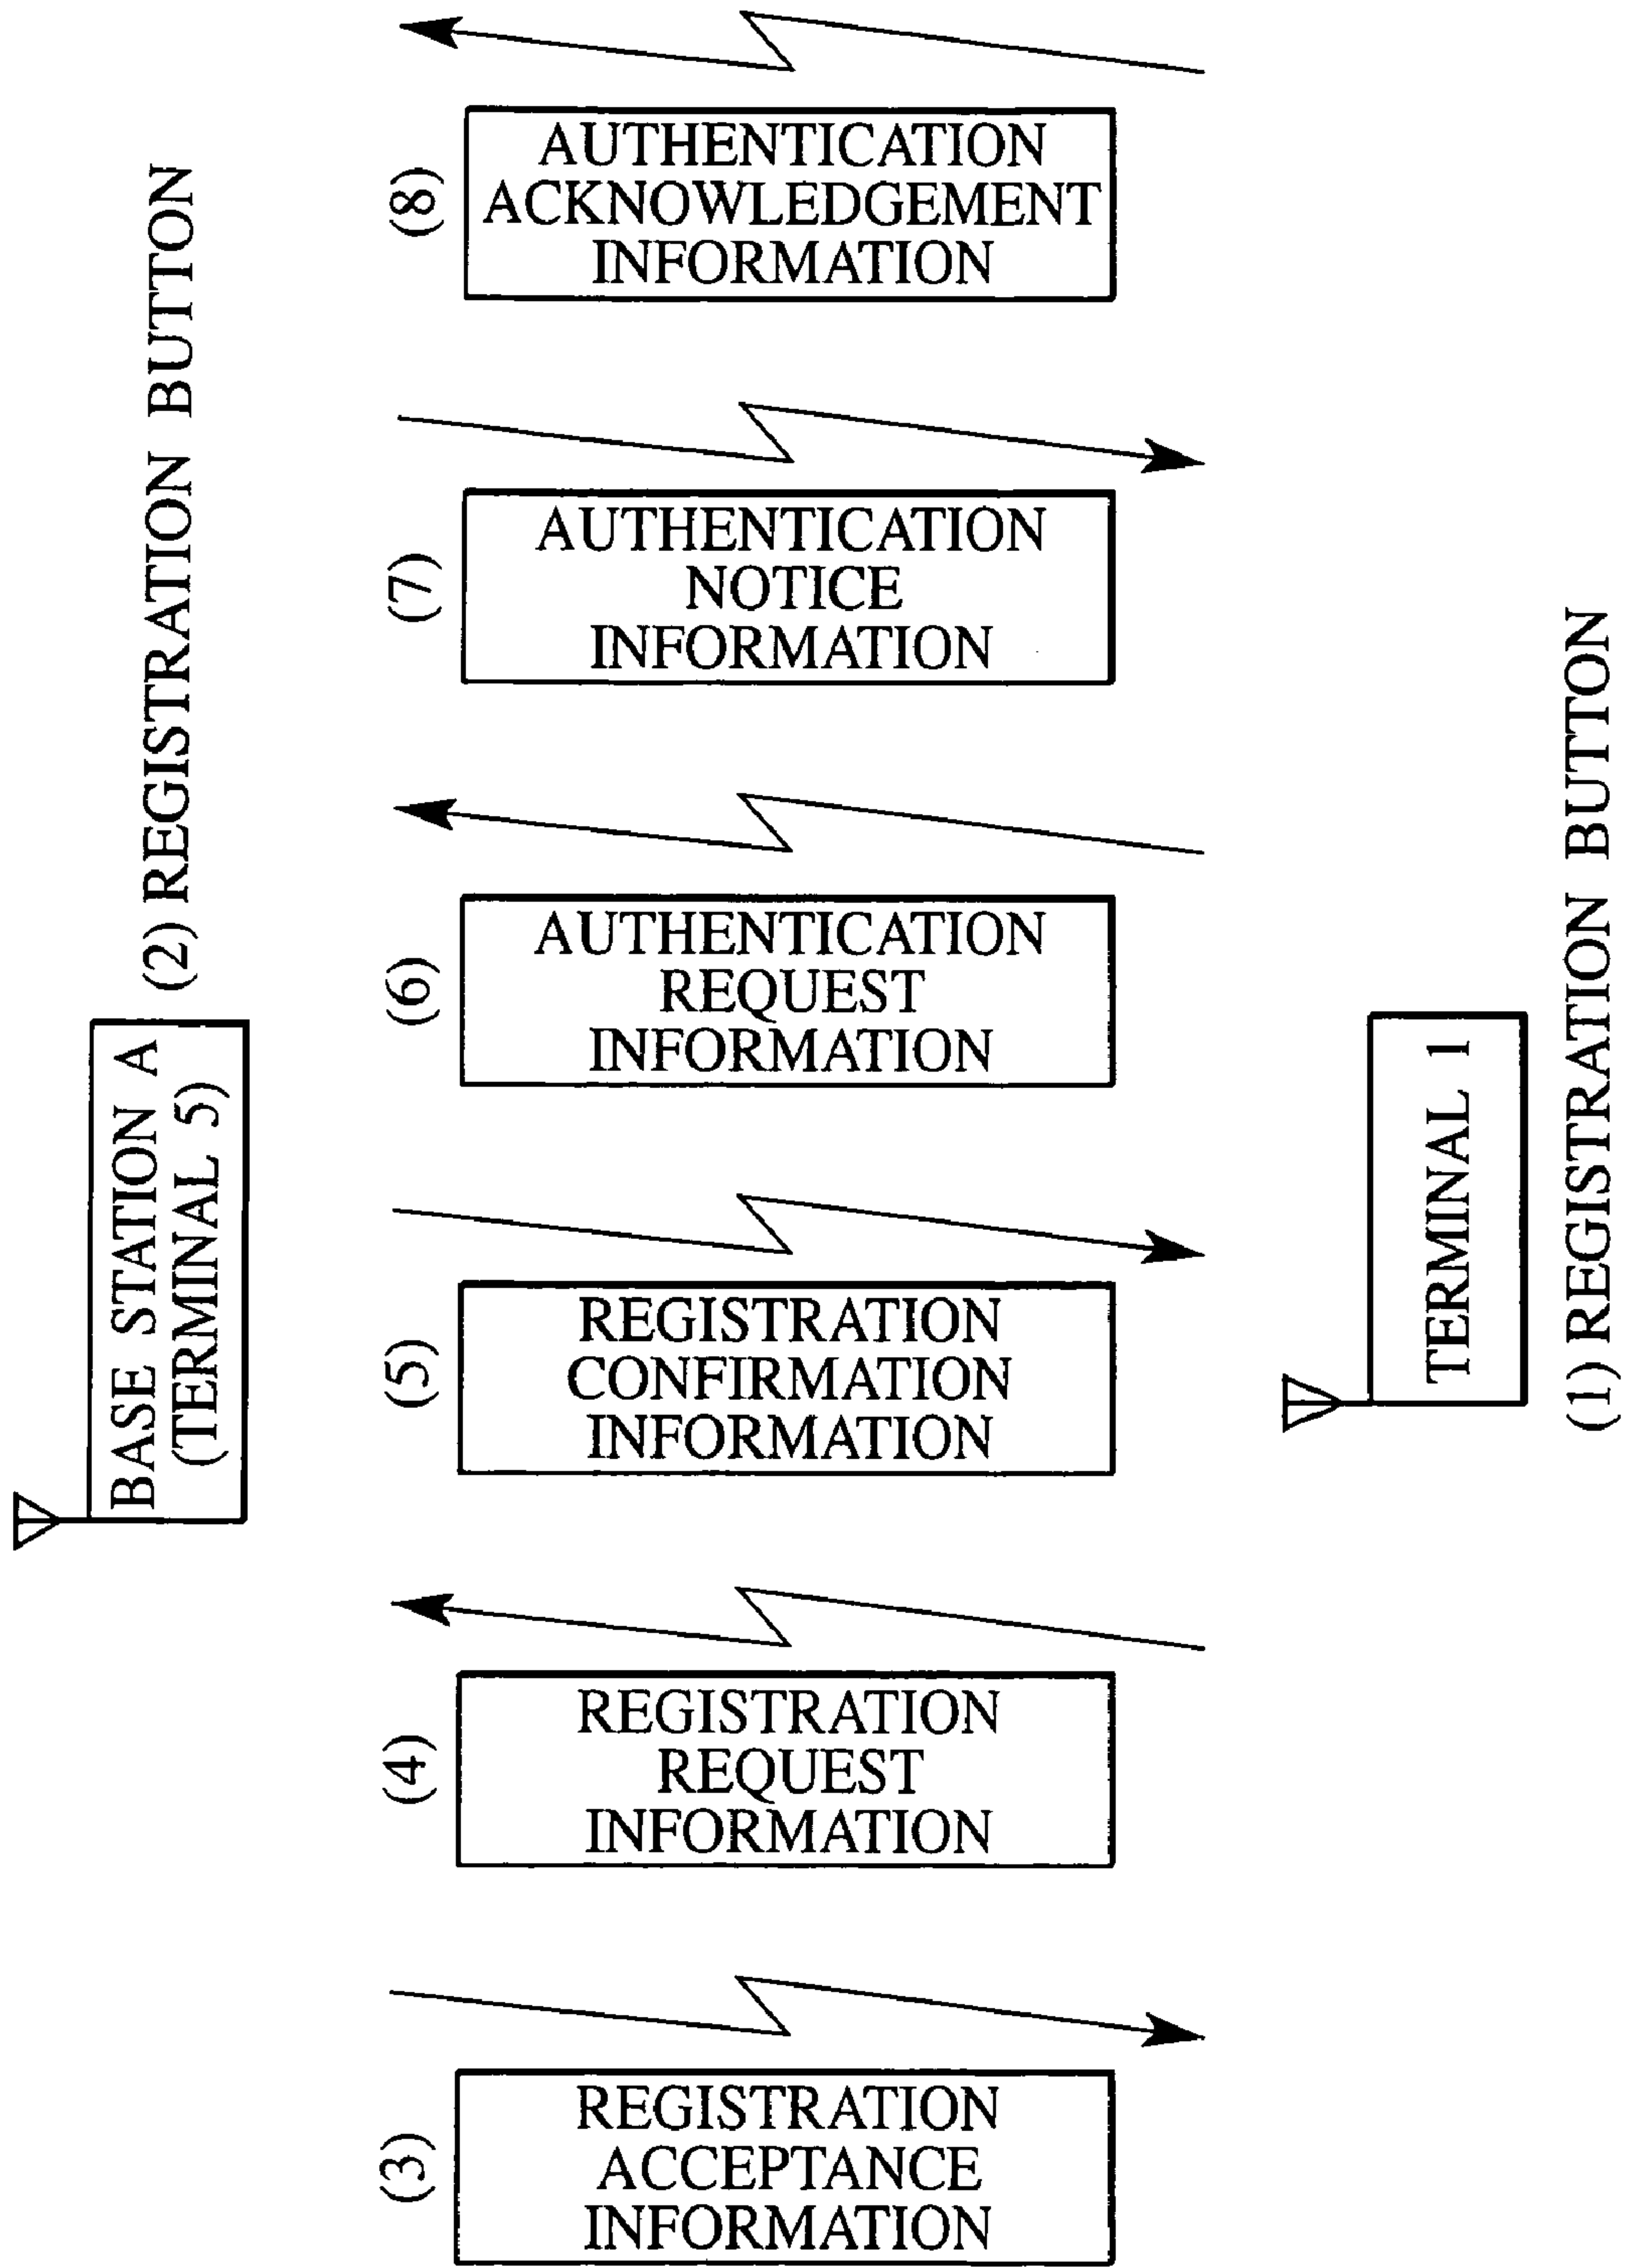 BASE STATION A
(TERMINAL 5)
(2) REGISTRATION BUTTON
(3)
REGISTRATION
ACCEPTANCE
INFORMATION
(4)
REGISTRATION
REQUEST
INFORMATION
(5)
REGISTRATION
CONFIRMATION
INFORMATION
(6)
AUTHENTICATION
REQUEST
INFORMATION
(7)
AUTHENTICATION
NOTICE
INFORMATION
(8)
AUTHENTICATION
ACKNOWLEDGEMENT
INFORMATION
TERMINAL 1
(1) REGISTRATION BUTTON